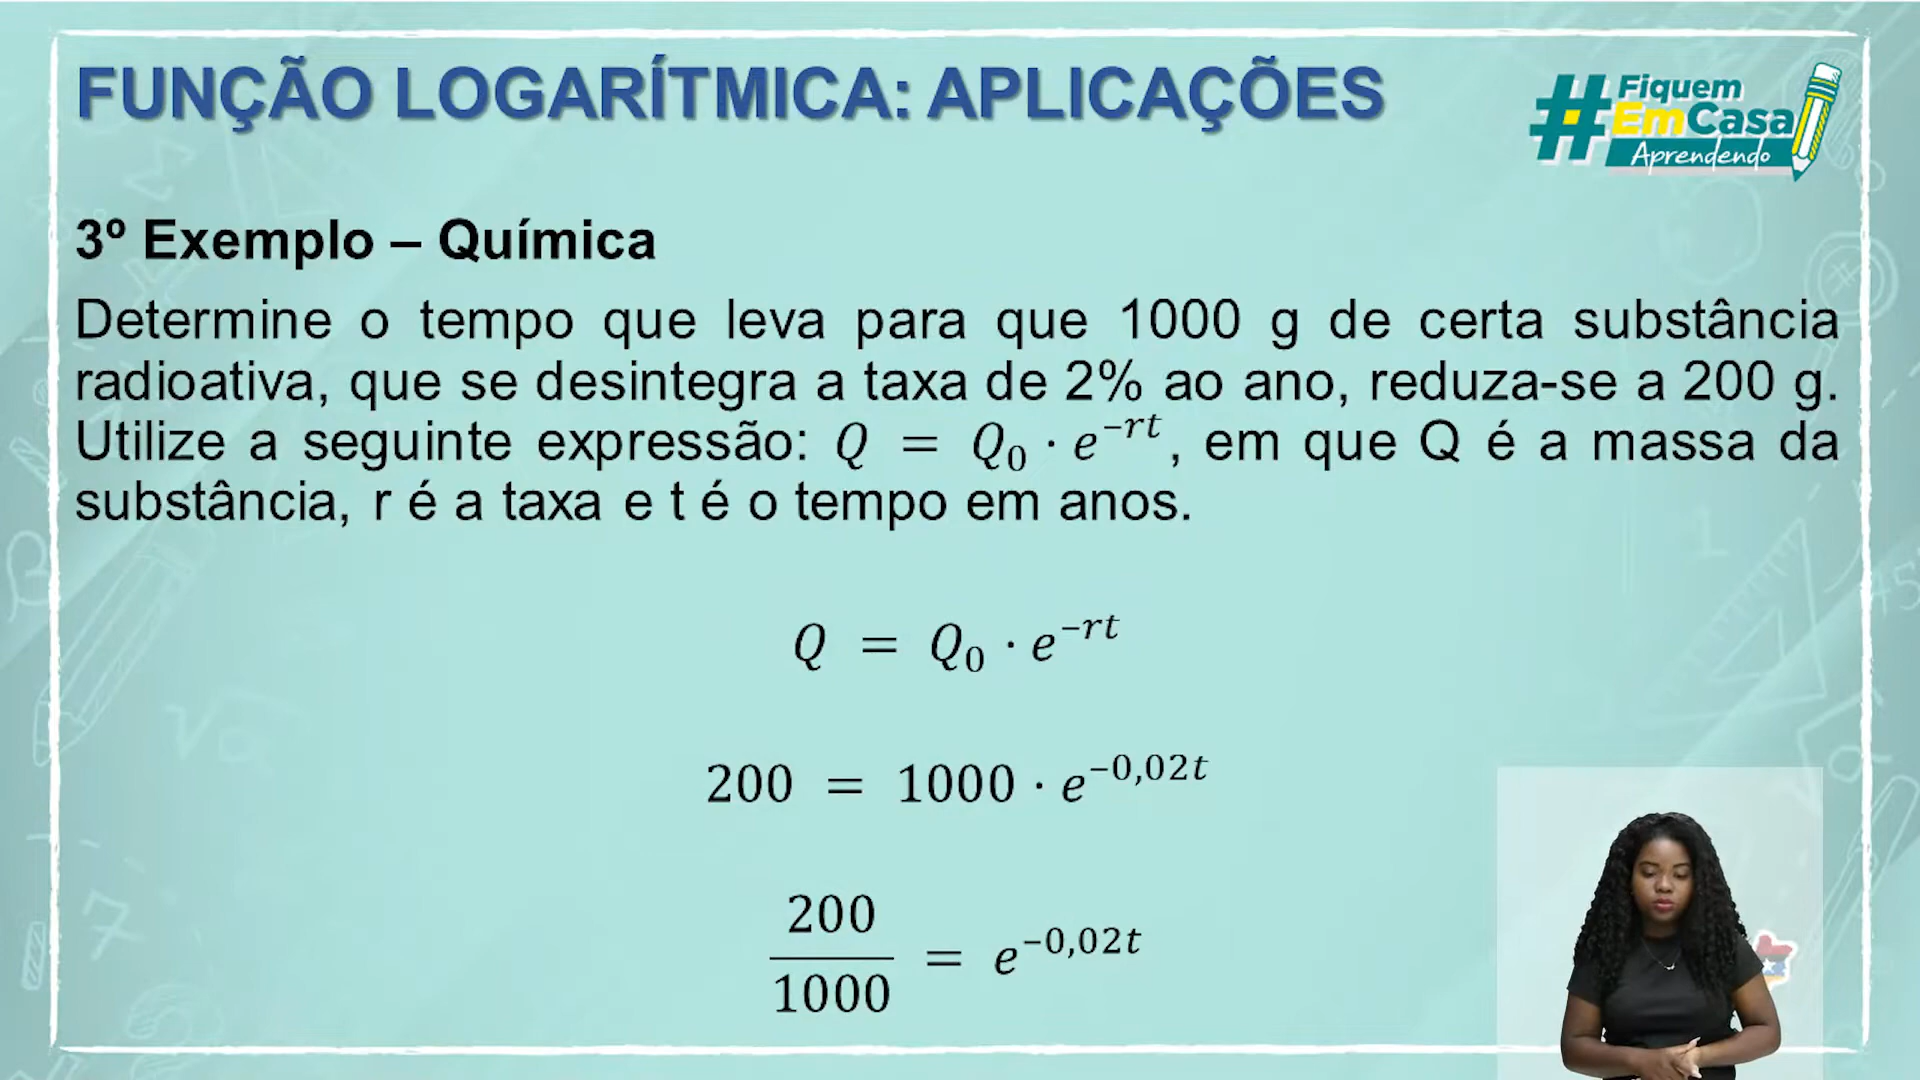 FUNÇÃO LOGARÍTMICA: APLICAÇÕES
#Fiquem
EmCasa
Aprendendo
3º Exemplo – Química
Determine o tempo que leva para que 1000 g de certa substância
radioativa, que se desintegra a taxa de 2% ao ano, reduza-se a 200 g.
Utilize a seguinte expressão: Q = Q₀ · e⁻ʳᵗ, em que Q é a massa da
substância, r é a taxa e t é o tempo em anos.
Q = Q₀ · e^{–rt}
200 = 1000 · e^{–0,02t}
200/1000 = e^{–0,02t}